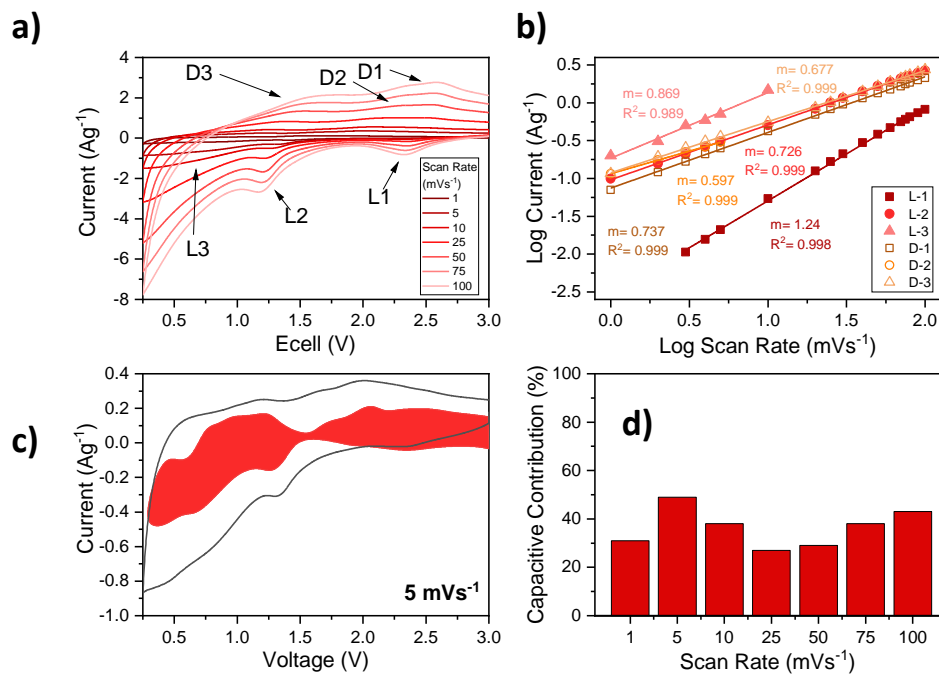 a)
4
2
0
-2
-4
-6
-8
Current (Ag⁻¹)
D3
D2
D1
L3
L2
L1
Scan Rate
(mVs⁻¹)
1
5
10
25
50
75
100
0.5
1.0
1.5
2.0
2.5
3.0
Ecell (V)
b)
0.5
0.0
-0.5
-1.0
-1.5
-2.0
-2.5
Log Current (Ag⁻¹)
m= 0.869
R²= 0.989
m= 0.677
R²= 0.999
m= 0.726
R²= 0.999
m= 0.597
R²= 0.999
m= 0.737
R²= 0.999
m= 1.24
R²= 0.998
L-1
L-2
L-3
D-1
D-2
D-3
0.0
0.5
1.0
1.5
2.0
Log Scan Rate (mVs⁻¹)
c)
0.4
0.2
0.0
-0.2
-0.4
-0.6
-0.8
-1.0
Current (Ag⁻¹)
5 mVs⁻¹
0.5
1.0
1.5
2.0
2.5
3.0
Voltage (V)
d)
100
80
60
40
20
0
Capacitive Contribution (%)
1
5
10
25
50
75
100
Scan Rate (mVs⁻¹)